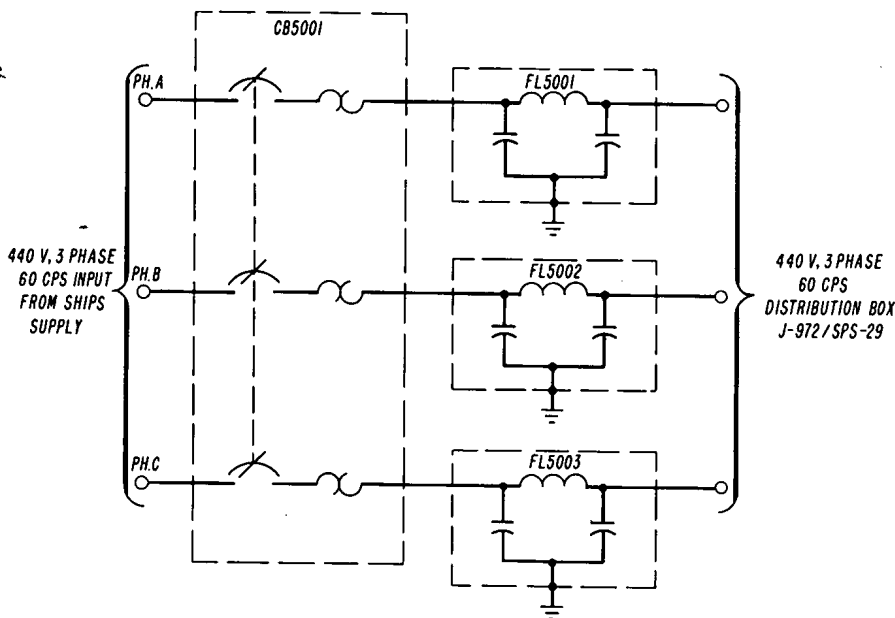 CB5001
PH.A
FL5001
440 V, 3 PHASE
60 CPS INPUT
FROM SHIPS
SUPPLY
PH.B
FL5002
440 V, 3 PHASE
60 CPS
DISTRIBUTION BOX
J-972/SPS-29
PH.C
FL5003